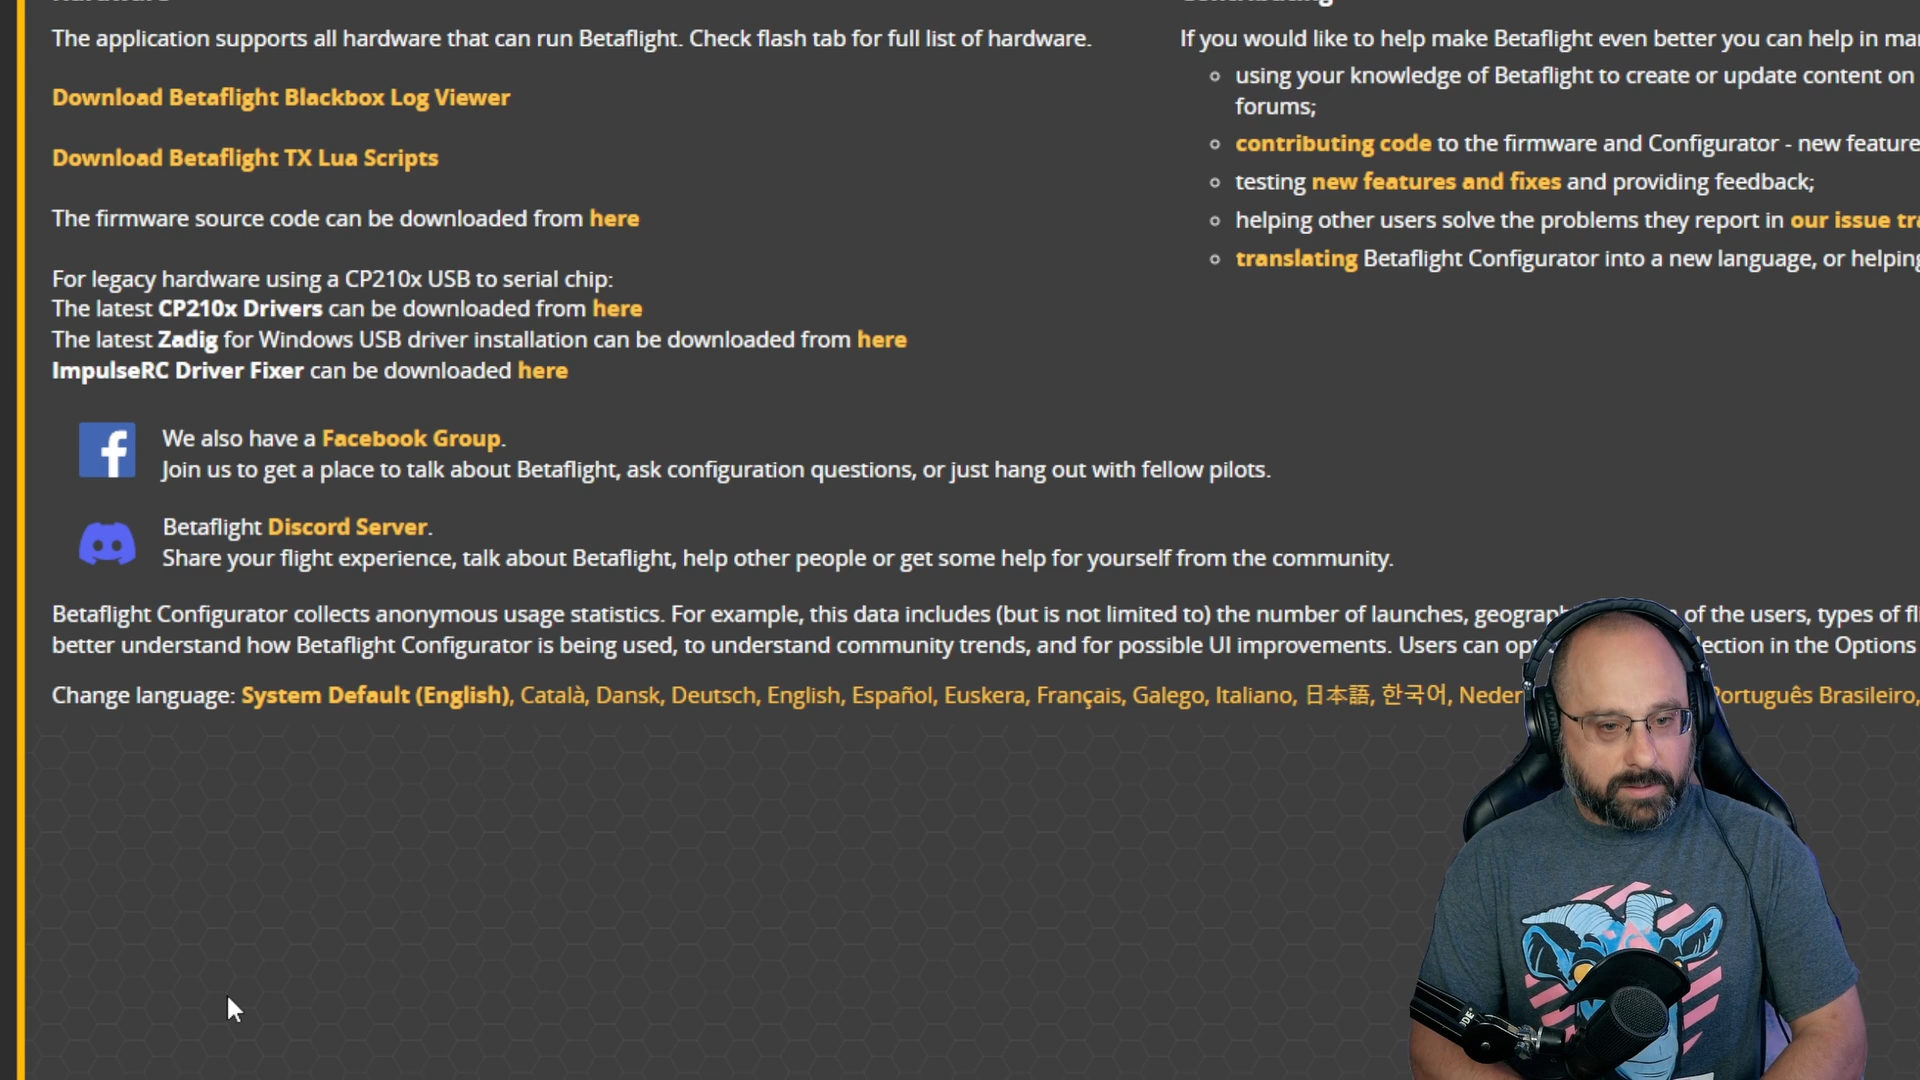 The application supports all hardware that can run Betaflight. Check flash tab for full list of hardware.
Download Betaflight Blackbox Log Viewer
Download Betaflight TX Lua Scripts
The firmware source code can be downloaded from here
For legacy hardware using a CP210x USB to serial chip:
The latest CP210x Drivers can be downloaded from here
The latest Zadig for Windows USB driver installation can be downloaded from here
ImpulseRC Driver Fixer can be downloaded here
We also have a Facebook Group.
Join us to get a place to talk about Betaflight, ask configuration questions, or just hang out with fellow pilots.
Betaflight Discord Server.
Share your flight experience, talk about Betaflight, help other people or get some help for yourself from the community.
If you would like to help make Betaflight even better you can help in
using your knowledge of Betaflight to create or update content on
forums;
contributing code to the firmware and Configurator - new
testing new features and fixes and providing feedback;
helping other users solve the problems they report in our issue
translating Betaflight Configurator into a new language, or helping
Betaflight Configurator collects anonymous usage statistics. For example, this data includes (but is not limited to) the number of launches, of the users, types of
better understand how Betaflight Configurator is being used, to understand community trends, and for possible UI improvements. Users can in the Options
Change language: System Default (English), Català, Dansk, Deutsch, English, Español, Euskera, Français, Galego, Italiano, 日本語, 한국어, Português Brasileiro,